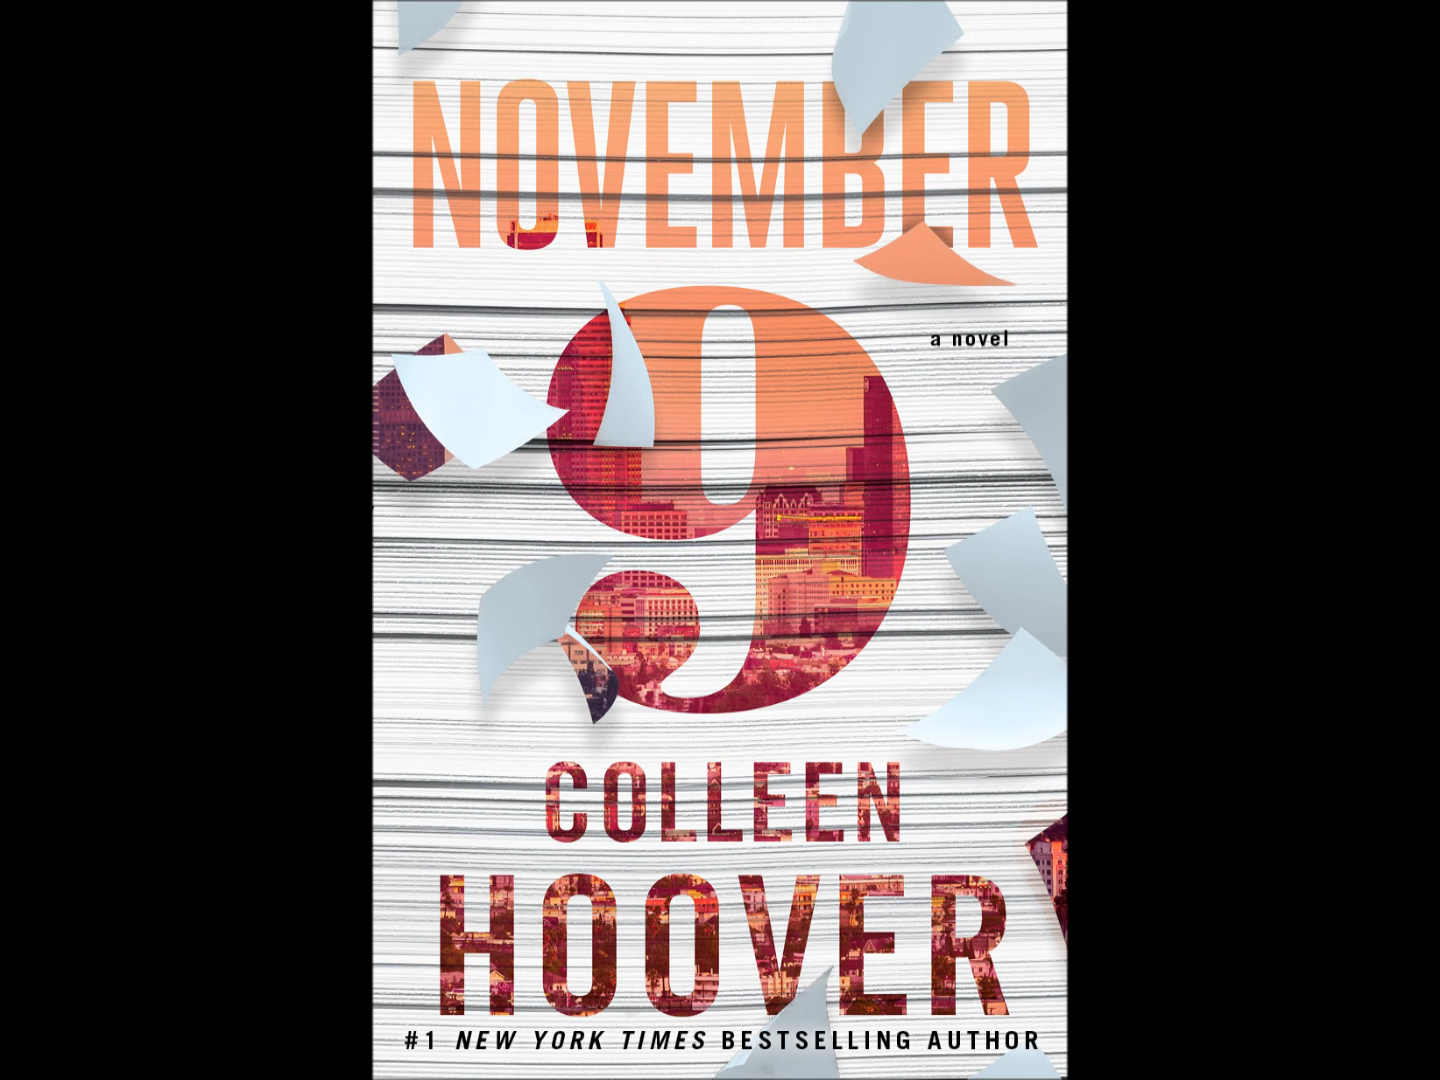 NOVEMBER
9
a novel
COLLEEN
HOOVER
#1 NEW YORK TIMES BESTSELLING AUTHOR